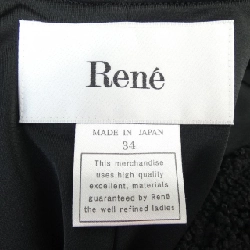 René
MADE IN JAPAN
34
This merchandise
uses high quality
excellent, materials
guaranteed by René
the well refined ladies